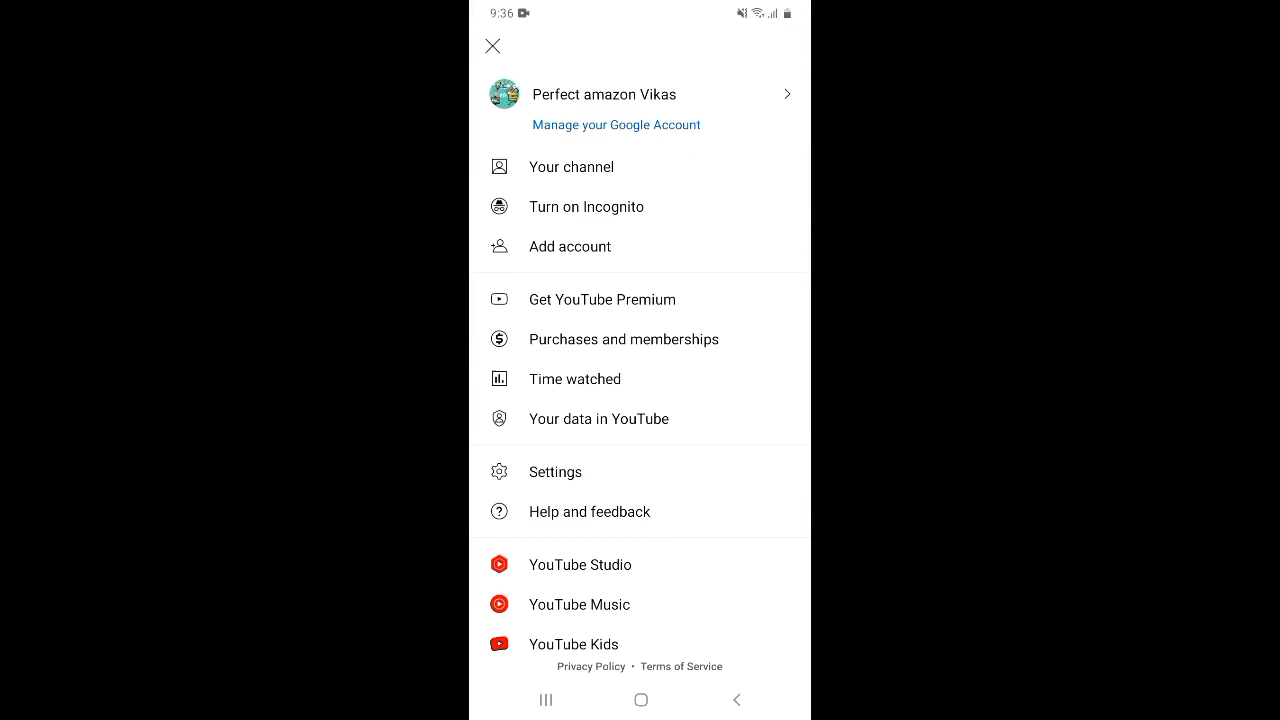 9:36
Perfect amazon Vikas
Manage your Google Account
Your channel
Turn on Incognito
Add account
Get YouTube Premium
Purchases and memberships
Time watched
Your data in YouTube
Settings
Help and feedback
YouTube Studio
YouTube Music
YouTube Kids
Privacy Policy • Terms of Service